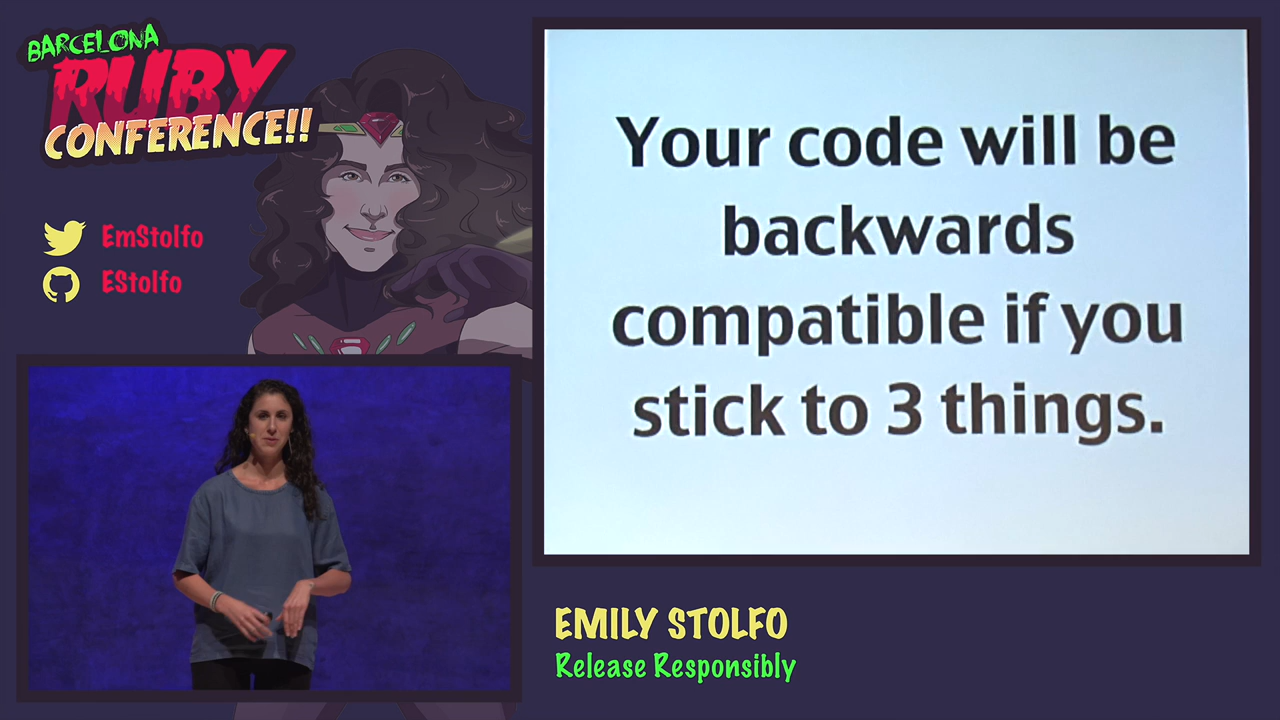 BARCELONA
RUBY
CONFERENCE!!
EmStolfo
EStolfo
Your code will be
backwards
compatible if you
stick to 3 things.
EMILY STOLFO
Release Responsibly